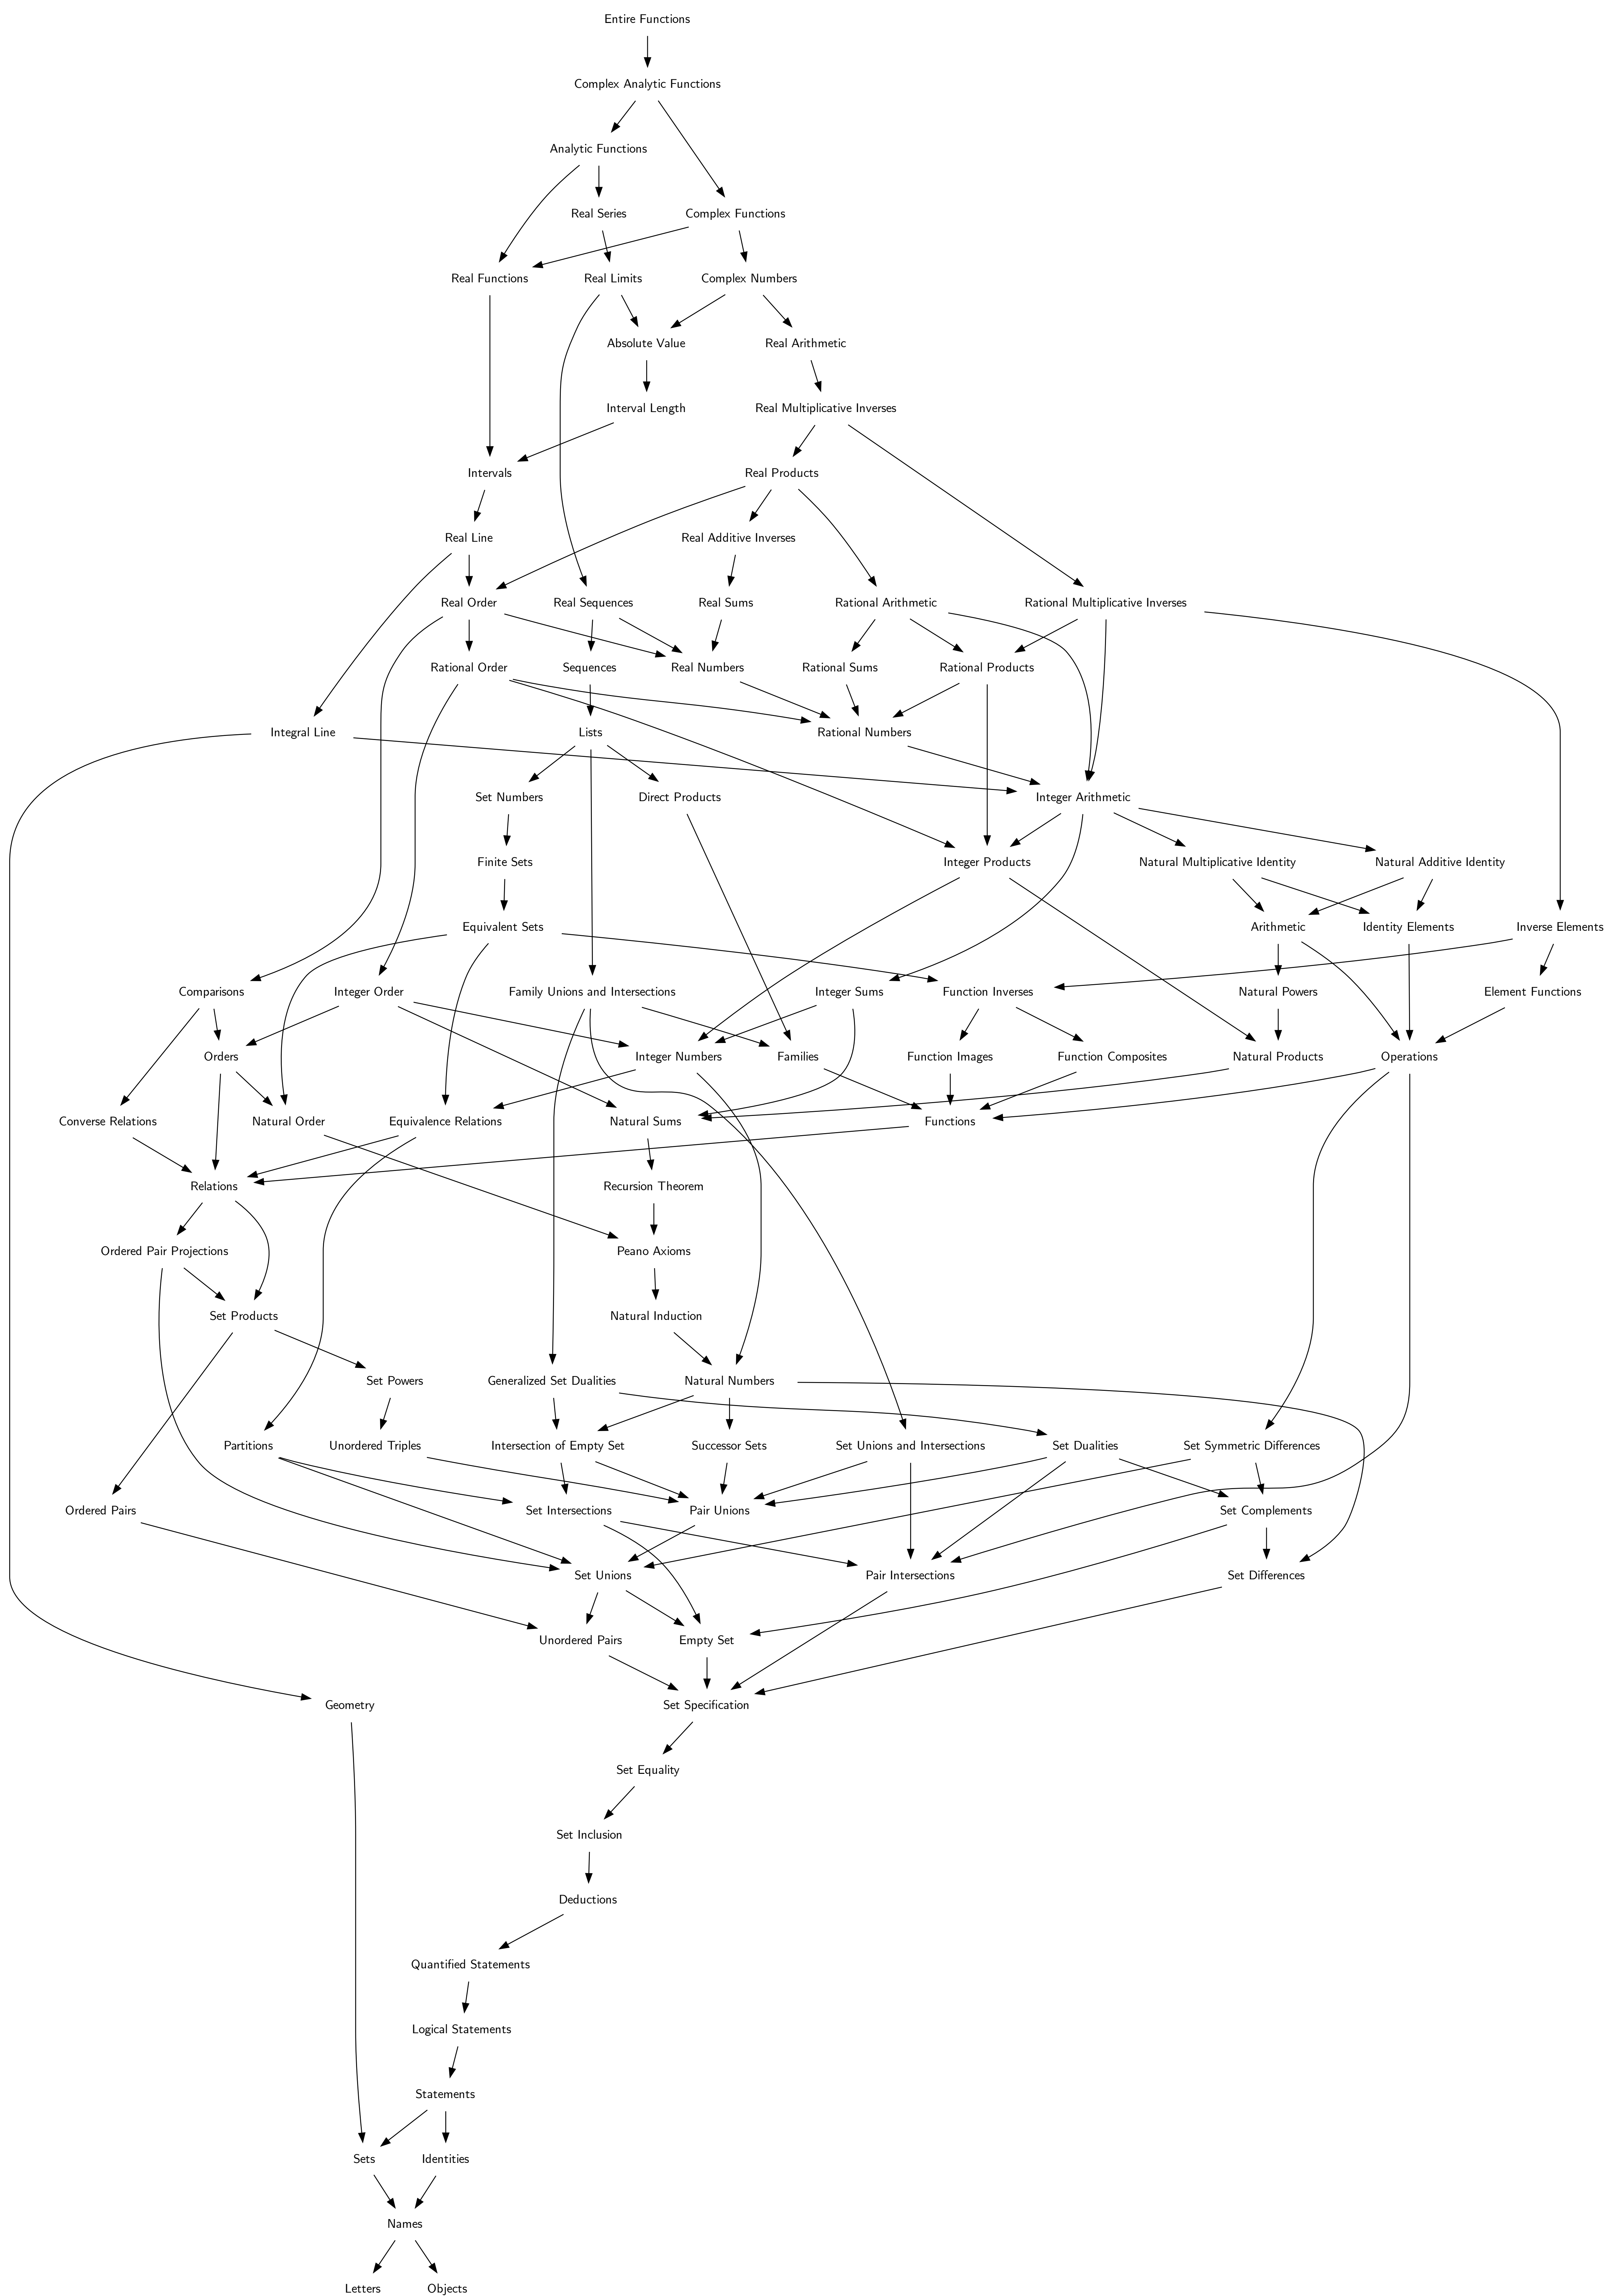 Entire Functions
Complex Analytic Functions
Analytic Functions
Real Series
Complex Functions
Real Functions
Real Limits
Complex Numbers
Absolute Value
Real Arithmetic
Interval Length
Real Multiplicative Inverses
Intervals
Real Products
Real Line
Real Additive Inverses
Real Order
Real Sequences
Real Sums
Rational Arithmetic
Rational Multiplicative Inverses
Rational Order
Sequences
Real Numbers
Rational Sums
Rational Products
Integral Line
Lists
Rational Numbers
Set Numbers
Direct Products
Integer Arithmetic
Finite Sets
Integer Products
Natural Multiplicative Identity
Natural Additive Identity
Equivalent Sets
Arithmetic
Identity Elements
Inverse Elements
Comparisons
Integer Order
Family Unions and Intersections
Integer Sums
Function Inverses
Natural Powers
Element Functions
Orders
Integer Numbers
Families
Function Images
Function Composites
Natural Products
Operations
Converse Relations
Natural Order
Equivalence Relations
Natural Sums
Functions
Relations
Recursion Theorem
Ordered Pair Projections
Peano Axioms
Set Products
Natural Induction
Set Powers
Generalized Set Dualities
Natural Numbers
Partitions
Unordered Triples
Intersection of Empty Set
Successor Sets
Set Unions and Intersections
Set Dualities
Set Symmetric Differences
Ordered Pairs
Set Intersections
Pair Unions
Set Complements
Set Unions
Pair Intersections
Set Differences
Unordered Pairs
Empty Set
Geometry
Set Specification
Set Equality
Set Inclusion
Deductions
Quantified Statements
Logical Statements
Statements
Sets
Identities
Names
Letters
Objects